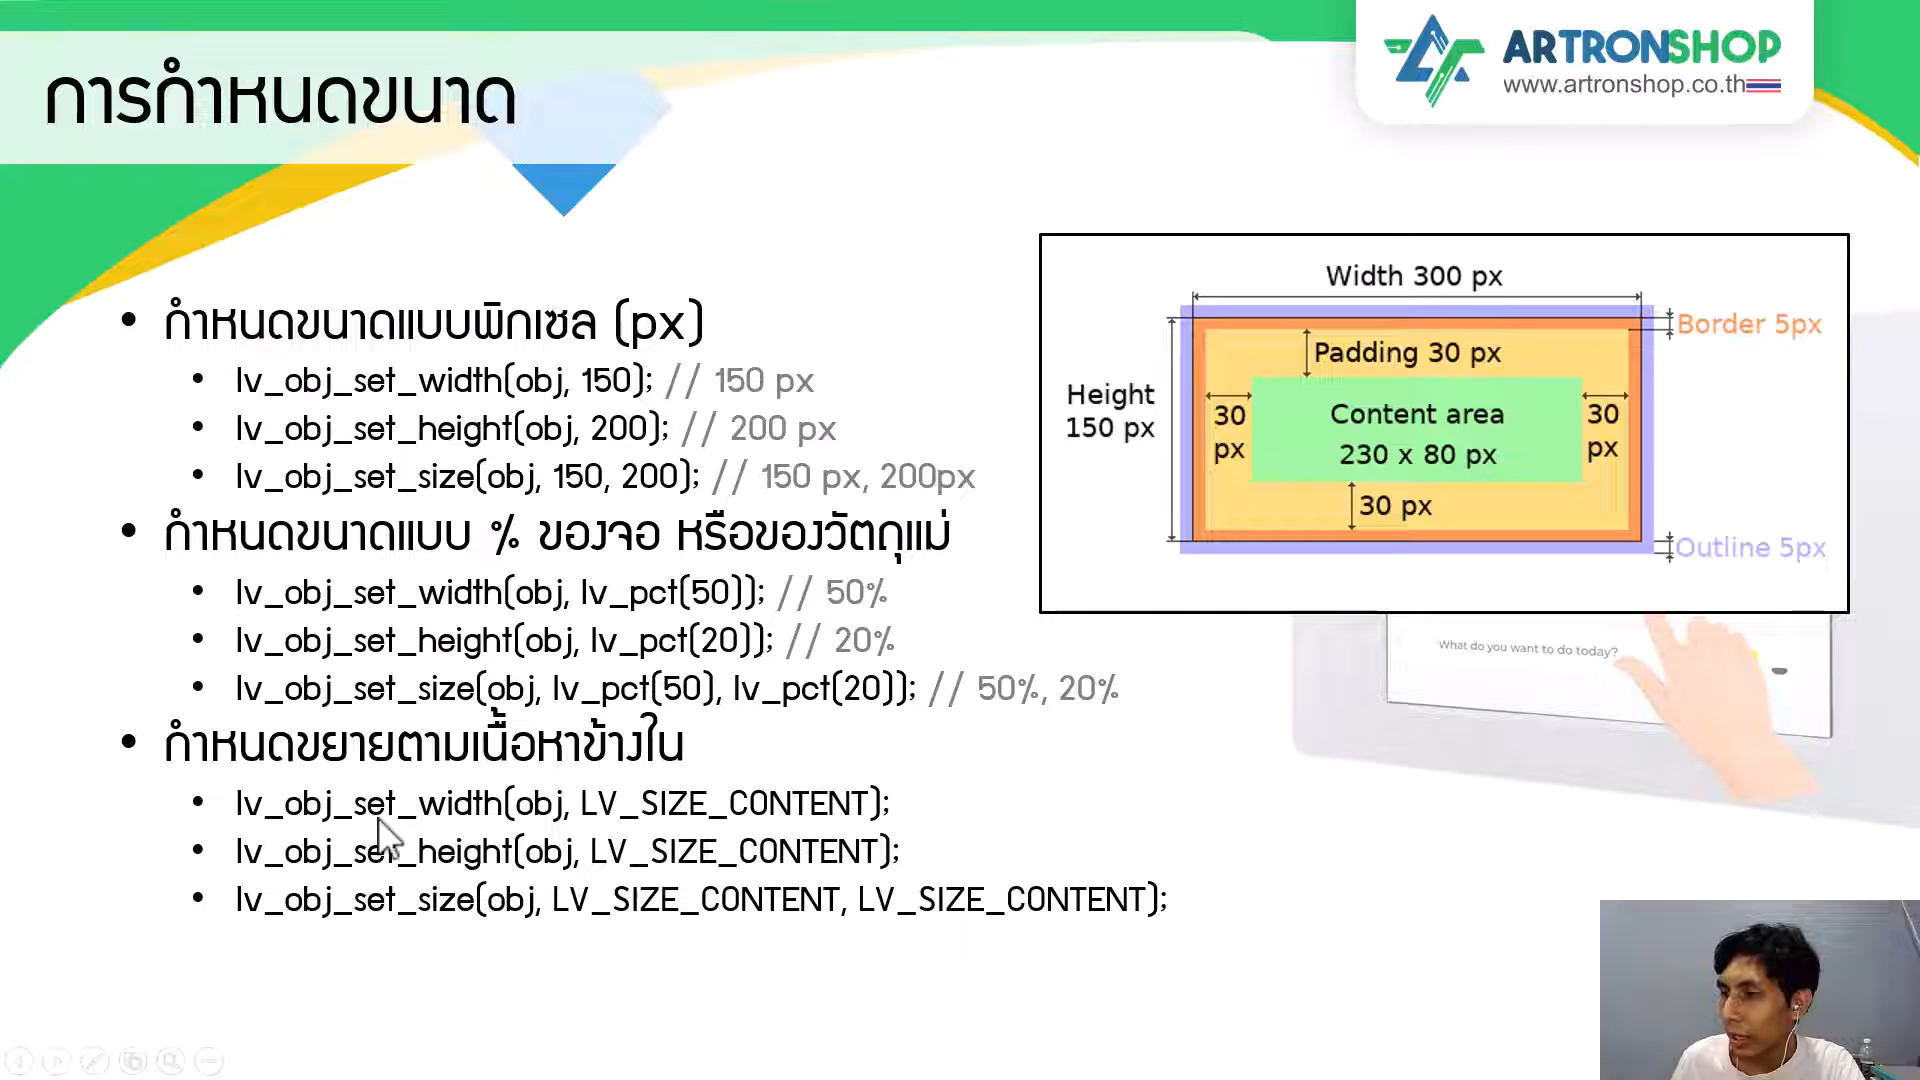 การกำหนดขนาด
ARTRONSHOP
www.artronshop.co.th
• กำหนดขนาดแบบพิกเซล (px)
• lv_obj_set_width(obj, 150); // 150 px
• lv_obj_set_height(obj, 200); // 200 px
• lv_obj_set_size(obj, 150, 200); // 150 px, 200px
• กำหนดขนาดแบบ % ของจอ หรือของวัตถุแม่
• lv_obj_set_width(obj, lv_pct(50)); // 50%
• lv_obj_set_height(obj, lv_pct(20)); // 20%
• lv_obj_set_size(obj, lv_pct(50), lv_pct(20)); // 50%, 20%
• กำหนดขยายตามเนื้อหาข้างใน
• lv_obj_set_width(obj, LV_SIZE_CONTENT);
• lv_obj_set_height(obj, LV_SIZE_CONTENT);
• lv_obj_set_size(obj, LV_SIZE_CONTENT, LV_SIZE_CONTENT);
Width 300 px
Border 5px
Padding 30 px
Height
150 px
30
px
Content area
230 x 80 px
30
px
30 px
Outline 5px
What do you want to do today?